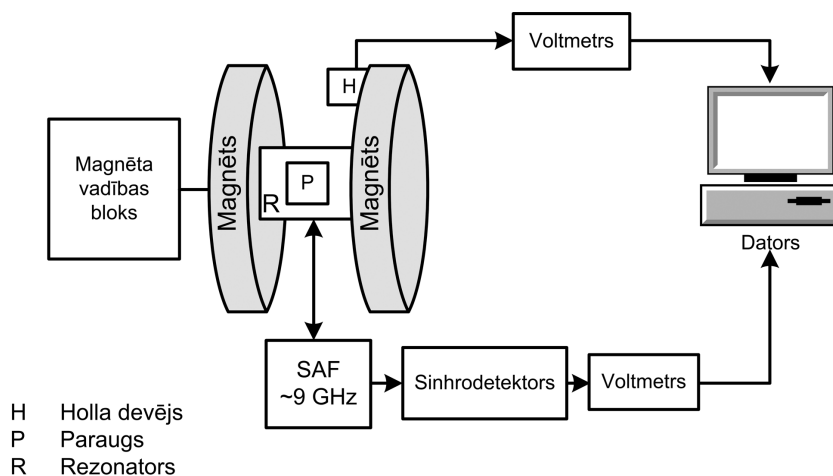 Voltmetrs
H
Magnēts
Magnēts
Magnēta
vadības
bloks
P
R
Dators
SAF
~9 GHz
Sinhrodetektors
Voltmetrs
H Holla devējs
P Paraugs
R Rezonators